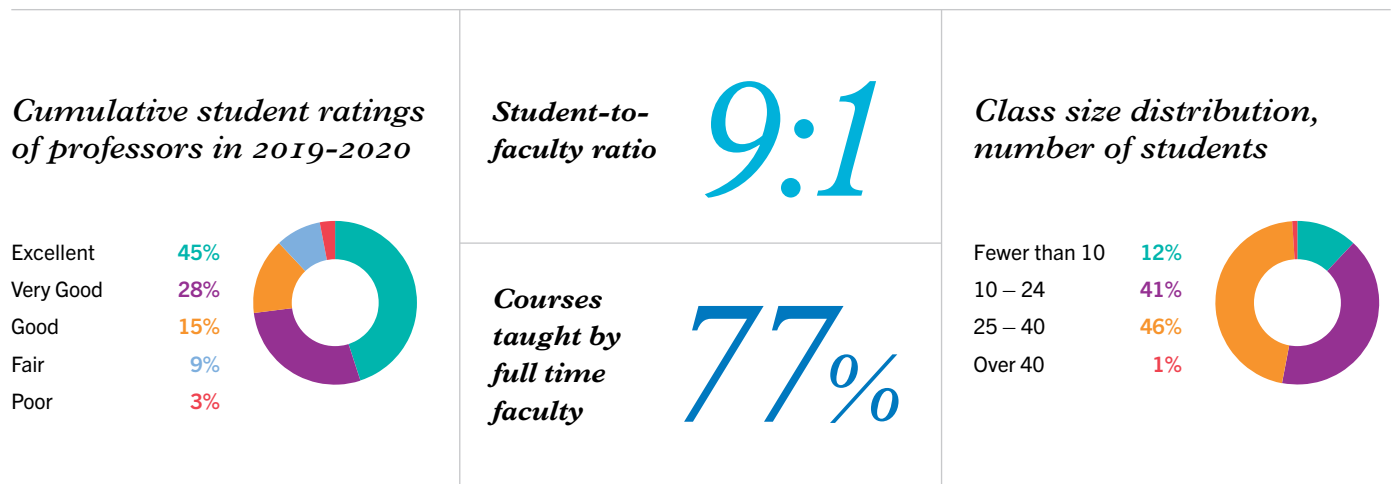 Cumulative student ratings
of professors in 2019-2020
Excellent 45%
Very Good 28%
Good 15%
Fair 9%
Poor 3%
Student-to-
faculty ratio
9:1
Courses
taught by
full time
faculty
77%
Class size distribution,
number of students
Fewer than 10 12%
10 – 24 41%
25 – 40 46%
Over 40 1%